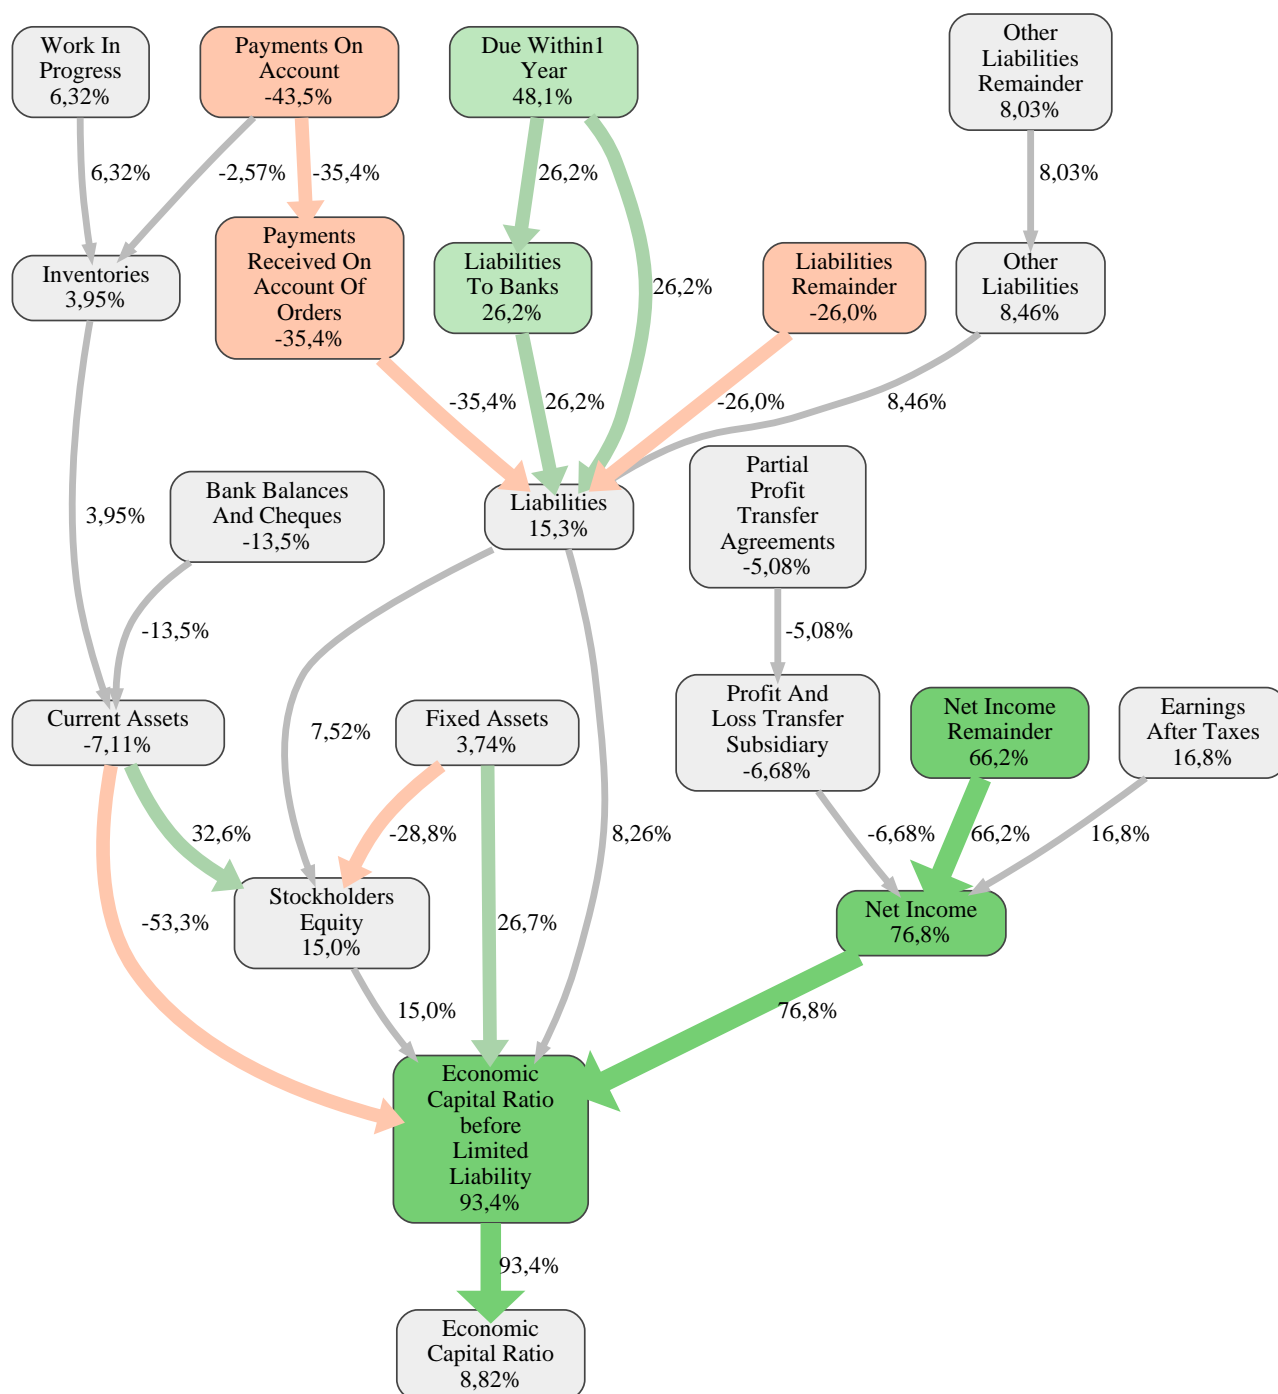 Work In
Progress
6,32%
Payments On
Account
-43,5%
Due Within1
Year
48,1%
Other
Liabilities
Remainder
8,03%
6,32%
-2,57%
-35,4%
26,2%
8,03%
Inventories
3,95%
Payments
Received On
Account Of
Orders
-35,4%
Liabilities
To Banks
26,2%
26,2%
Liabilities
Remainder
-26,0%
Other
Liabilities
8,46%
-35,4%
26,2%
-26,0%
8,46%
3,95%
Bank Balances
And Cheques
-13,5%
Liabilities
15,3%
Partial
Profit
Transfer
Agreements
-5,08%
-13,5%
-5,08%
Current Assets
-7,11%
7,52%
Fixed Assets
3,74%
Profit And
Loss Transfer
Subsidiary
-6,68%
Net Income
Remainder
66,2%
Earnings
After Taxes
16,8%
32,6%
-28,8%
8,26%
-6,68%
66,2%
16,8%
-53,3%
Stockholders
Equity
15,0%
26,7%
Net Income
76,8%
15,0%
76,8%
Economic
Capital Ratio
before
Limited
Liability
93,4%
93,4%
Economic
Capital Ratio
8,82%